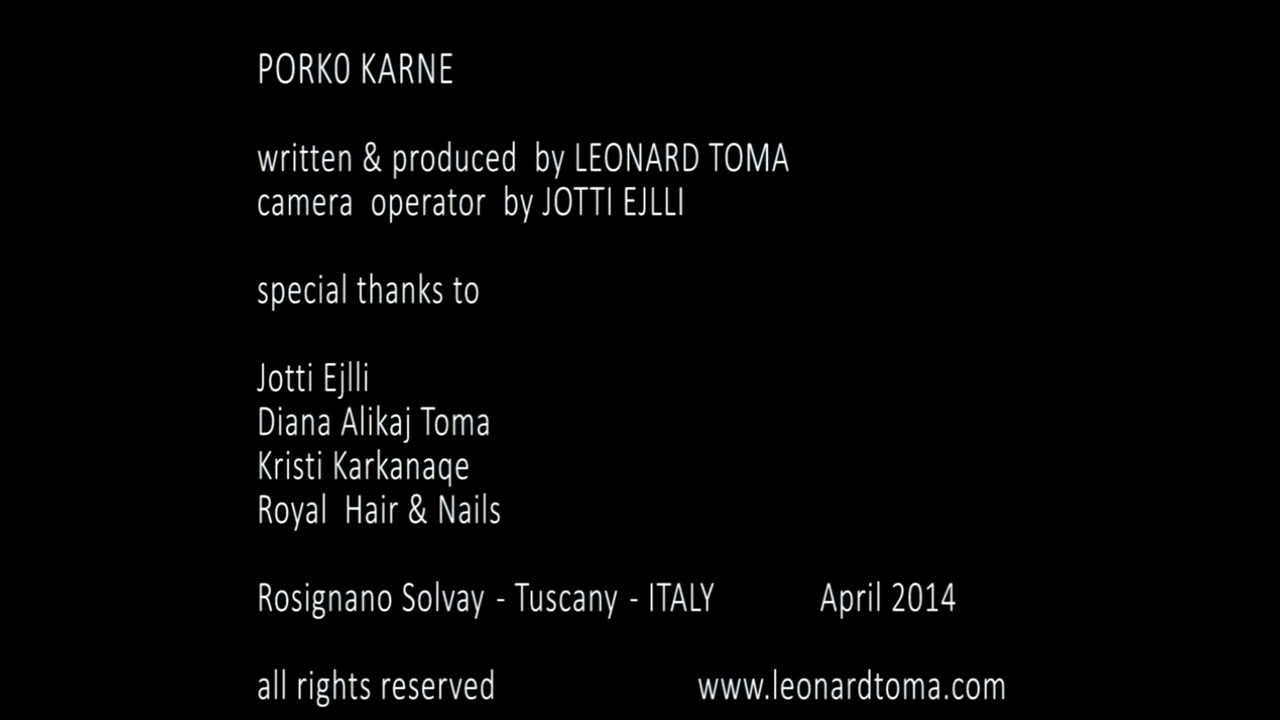 PORK0 KARNE
written & produced by LEONARD TOMA
camera operator by JOTTI EJLLI
special thanks to
Jotti Ejlli
Diana Alikaj Toma
Kristi Karkanaqe
Royal Hair & Nails
Rosignano Solvay - Tuscany - ITALY April 2014
all rights reserved www.leonardtoma.com